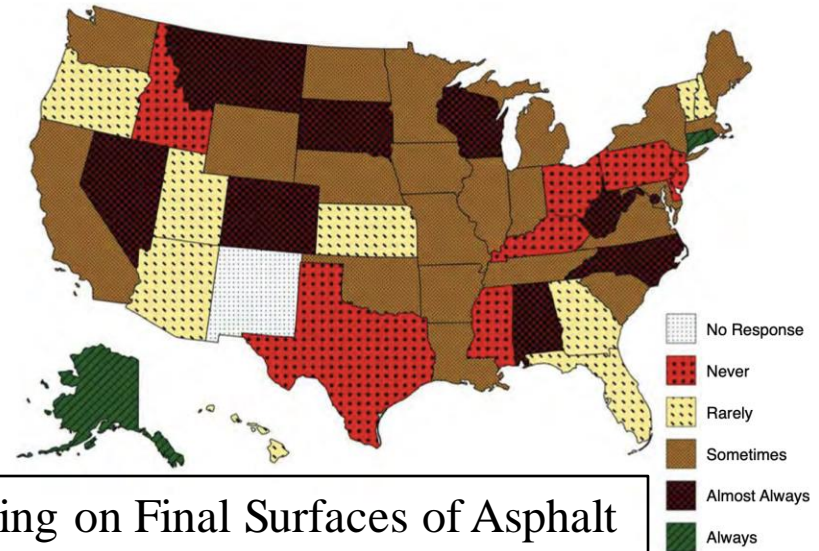 No Response
Never
Rarely
Sometimes
Almost Always
Always
ing on Final Surfaces of Asphalt